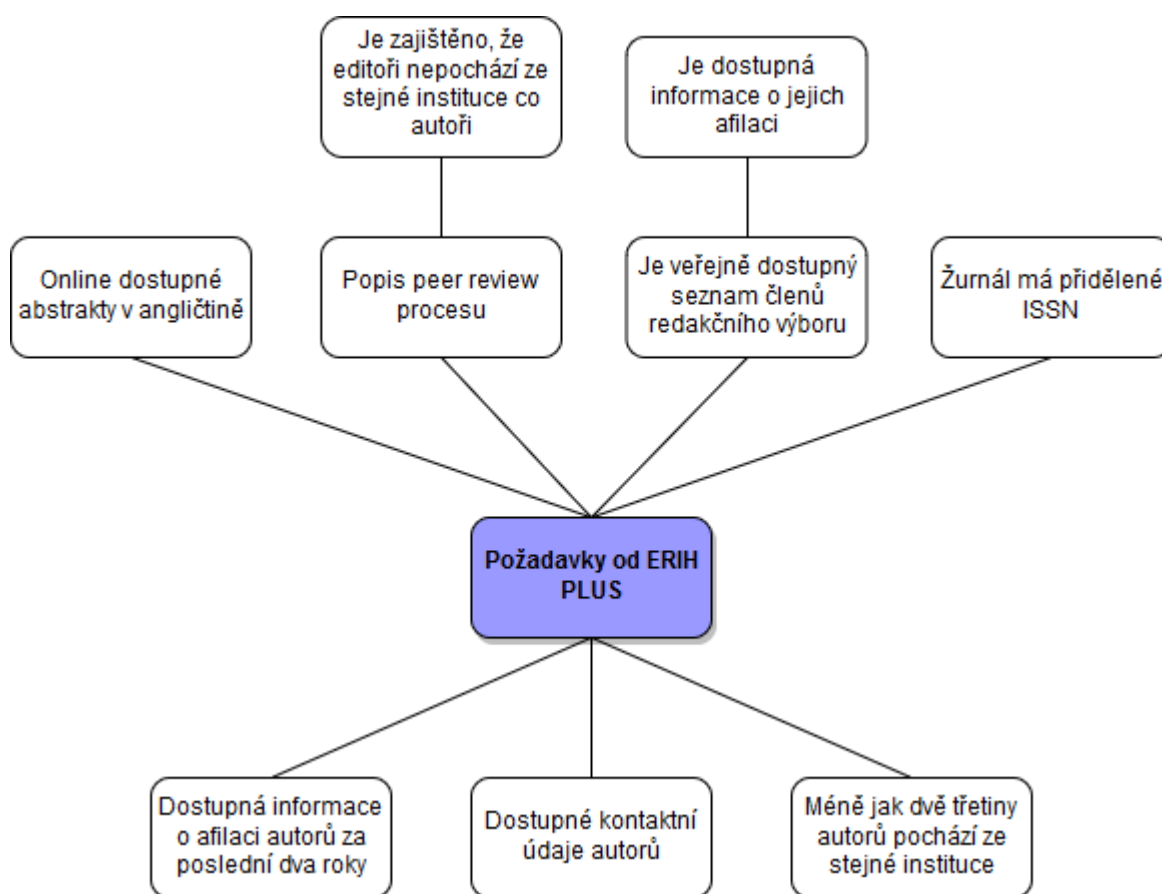 Je zajištěno, že
editoři nepochází ze
stejné instituce co
autoři
Je dostupná
informace o jejich
afilaci
Online dostupné
abstrakty v angličtině
Popis peer review
procesu
Je veřejně dostupný
seznam členů
redakčního výboru
Žurnál má přidělené
ISSN
Požadavky od ERIH
PLUS
Dostupná informace
o afilaci autorů za
poslední dva roky
Dostupné kontaktní
údaje autorů
Méně jak dvě třetiny
autorů pochází ze
stejné instituce